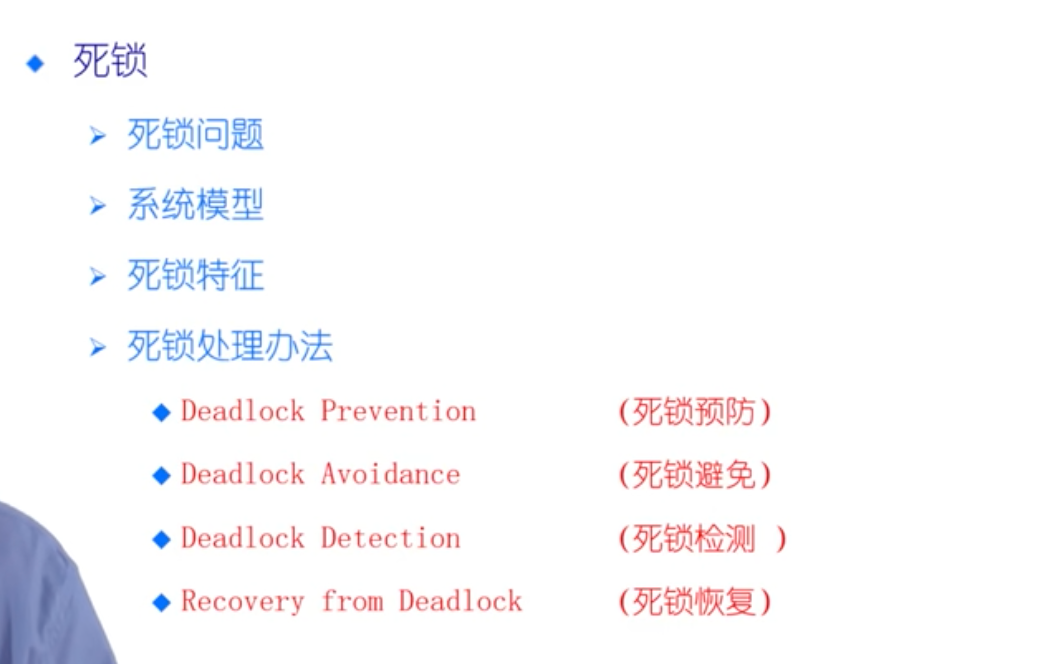 死锁
死锁问题
系统模型
死锁特征
死锁处理办法
Deadlock Prevention (死锁预防)
Deadlock Avoidance (死锁避免)
Deadlock Detection (死锁检测 )
Recovery from Deadlock (死锁恢复)